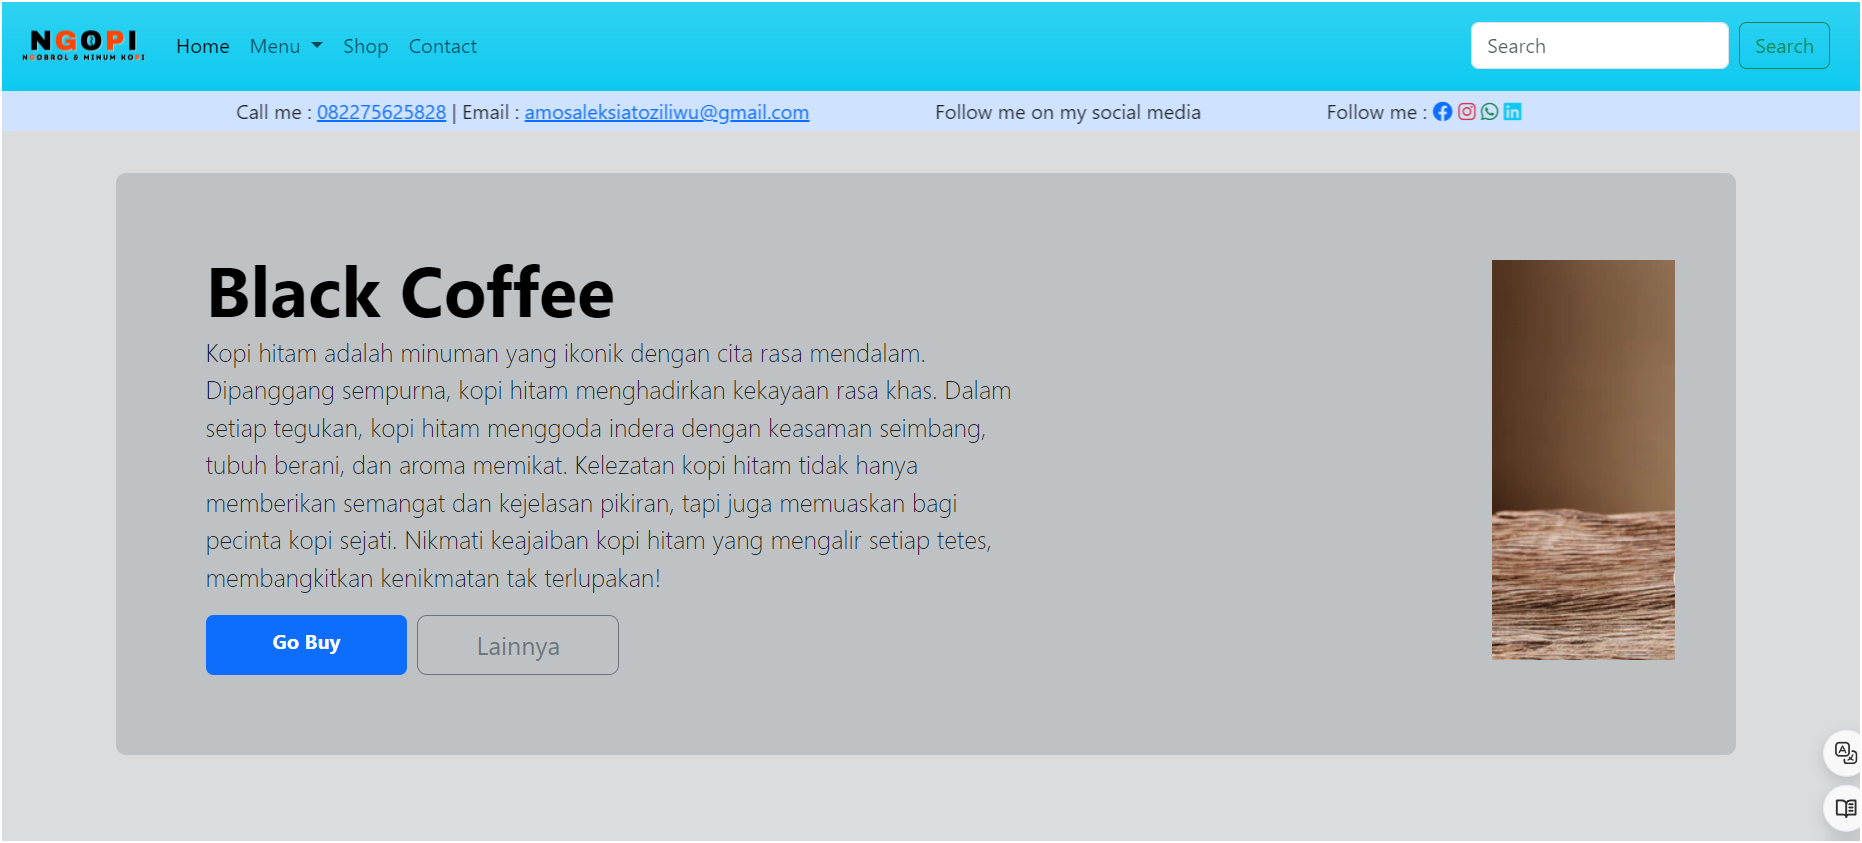 NGOPI
NGOBROL & MINUM KOPI
Home Menu Shop Contact
Search
Search
Call me : 082275625828 | Email : amosaleksiatoziliwu@gmail.com
Follow me on my social media
Follow me :
Black Coffee
Kopi hitam adalah minuman yang ikonik dengan cita rasa mendalam.
Dipanggang sempurna, kopi hitam menghadirkan kekayaan rasa khas. Dalam
setiap tegukan, kopi hitam menggoda indera dengan keasaman seimbang,
tubuh berani, dan aroma memikat. Kelezatan kopi hitam tidak hanya
memberikan semangat dan kejelasan pikiran, tapi juga memuaskan bagi
pecinta kopi sejati. Nikmati keajaiban kopi hitam yang mengalir setiap tetes,
membangkitkan kenikmatan tak terlupakan!
Go Buy
Lainnya